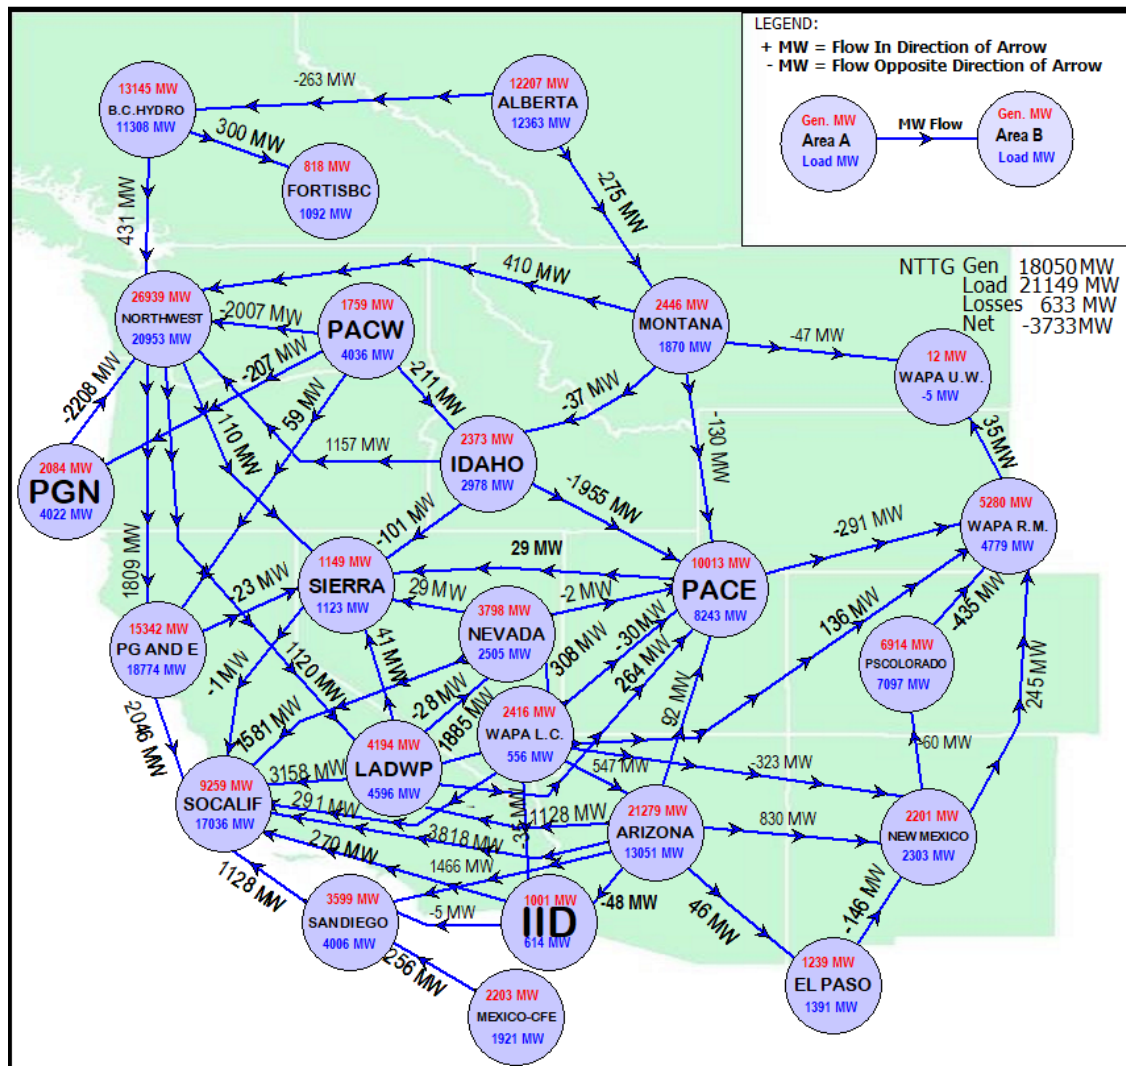 LEGEND:
+ MW = Flow In Direction of Arrow
- MW = Flow Opposite Direction of Arrow
Gen. MW
Area A
Load MW
MW Flow
Gen. MW
Area B
Load MW
NTTG Gen 18050 MW
Load 21149 MW
Losses 633 MW
Net -3733 MW
13145 MW
B.C.HYDRO
11308 MW
-263 MW
12207 MW
ALBERTA
12363 MW
300 MW
818 MW
FORTISBC
1092 MW
-275 MW
431 MW
410 MW
26939 MW
NORTHWEST
20953 MW
-2007 MW
1759 MW
PACW
4036 MW
2446 MW
MONTANA
1870 MW
-47 MW
12 MW
WAPA U.W.
-5 MW
-2208 MW
-207 MW
-211 MW
59 MW
110 MW
-37 MW
-130 MW
35 MW
1157 MW
2373 MW
IDAHO
2978 MW
2084 MW
PGN
4022 MW
-1955 MW
-101 MW
5280 MW
WAPA R.M.
4779 MW
-291 MW
1809 MW
29 MW
1149 MW
SIERRA
1123 MW
-23 MW
29 MW
-2 MW
10013 MW
PACE
8243 MW
3798 MW
NEVADA
2505 MW
15342 MW
PG AND E
18774 MW
308 MW
-30 MW
264 MW
136 MW
-435 MW
6914 MW
PSCOLORADO
7097 MW
245 MW
-1 MW
1120 MW
41 MW
-28 MW
1885 MW
92 MW
2046 MW
1581 MW
2416 MW
WAPA L.C.
556 MW
-60 MW
4194 MW
LADWP
4596 MW
3158 MW
547 MW
-323 MW
9259 MW
SOCALIF
17036 MW
291 MW
-35 MW
1128 MW
21279 MW
ARIZONA
13051 MW
830 MW
2201 MW
NEW MEXICO
2303 MW
3818 MW
270 MW
1466 MW
1128 MW
3599 MW
SANDIEGO
4006 MW
-5 MW
1001 MW
IID
614 MW
-48 MW
46 MW
-146 MW
256 MW
1239 MW
EL PASO
1391 MW
2203 MW
MEXICO-CFE
1921 MW